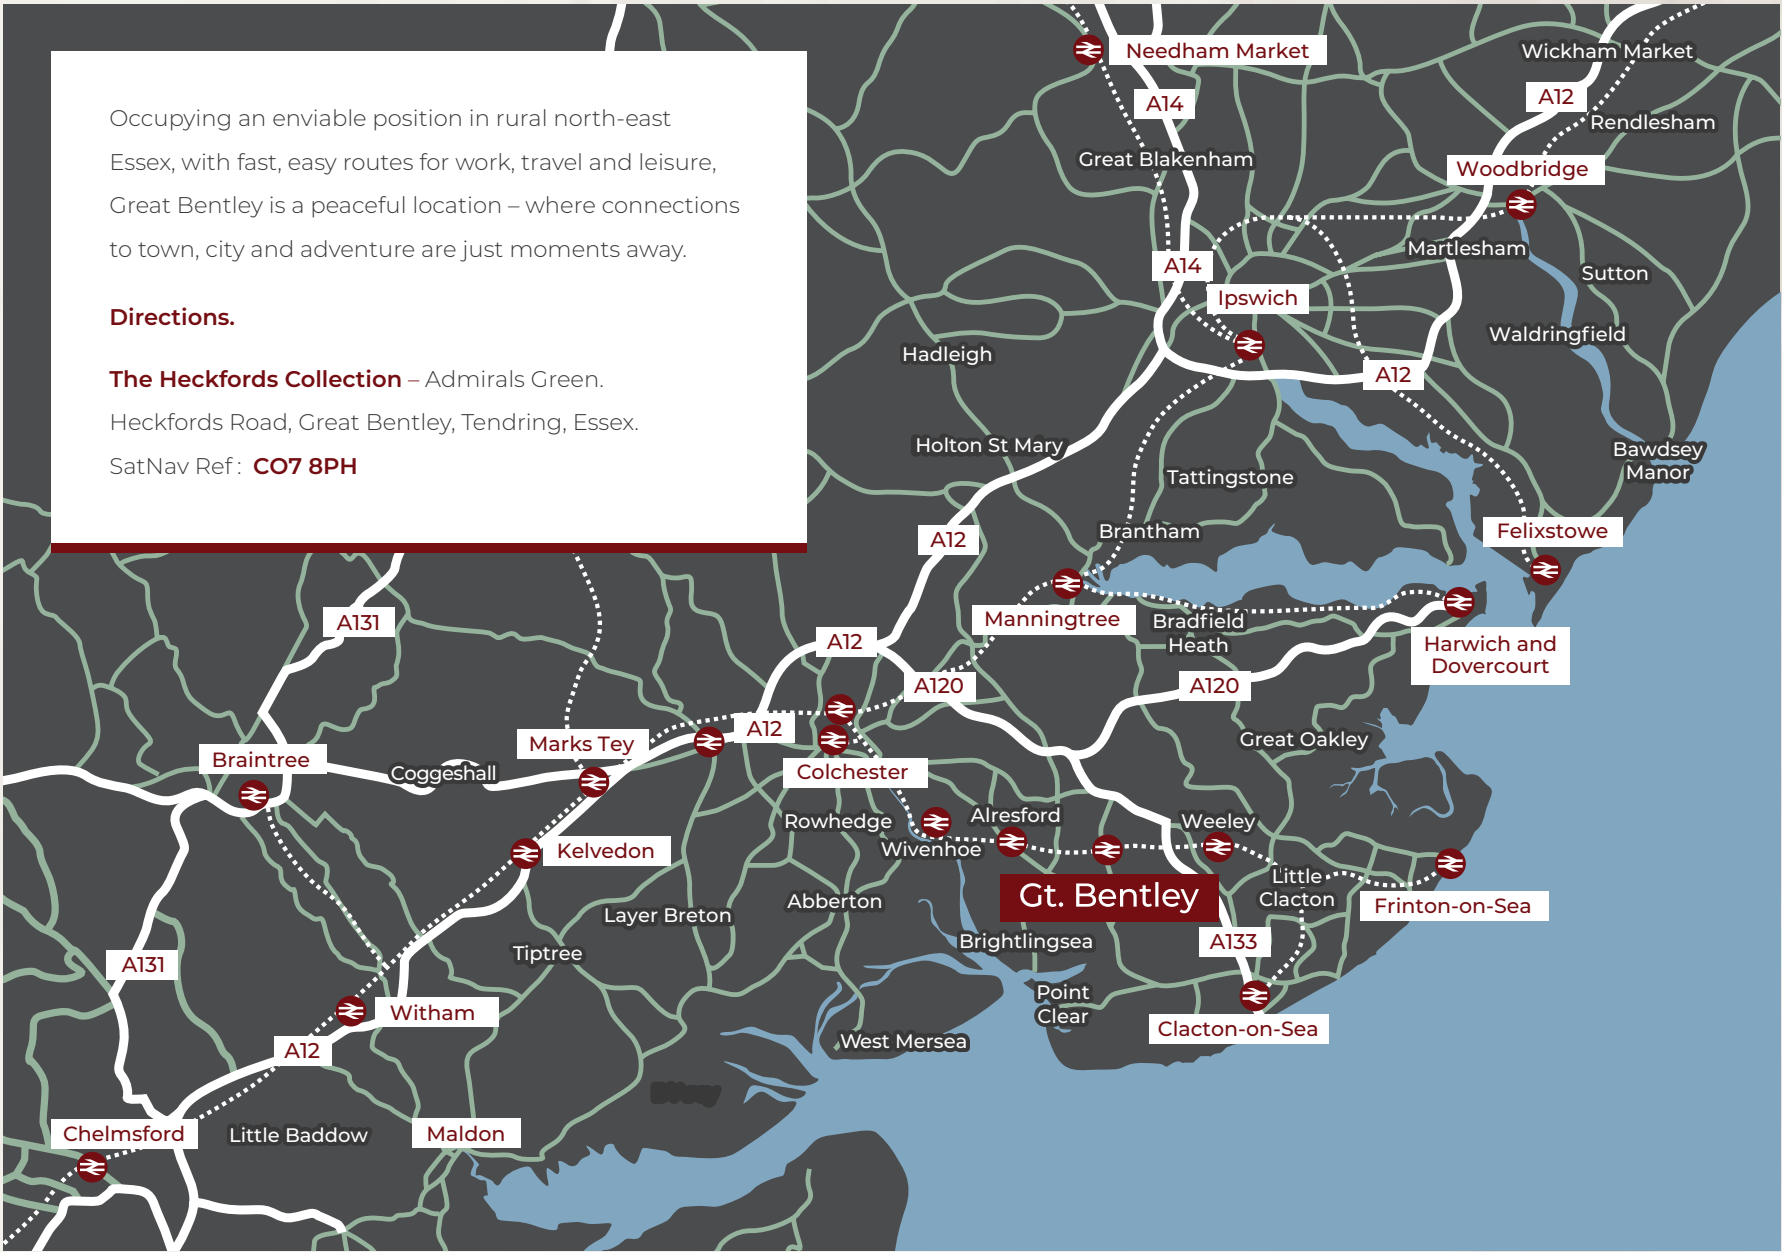 Occupying an enviable position in rural north-east
Essex, with fast, easy routes for work, travel and leisure,
Great Bentley is a peaceful location – where connections
to town, city and adventure are just moments away.
Directions.
The Heckfords Collection – Admirals Green.
Heckfords Road, Great Bentley, Tendring, Essex.
SatNav Ref : CO7 8PH
Needham Market
Wickham Market
A14
A12
Rendlesham
Great Blakenham
Woodbridge
Martlesham
A14
Sutton
Ipswich
Waldringfield
Hadleigh
A12
Holton St Mary
Bawdsey
Manor
Tattingstone
A12
Brantham
Felixstowe
A131
Manningtree
Bradfield
Heath
A12
Harwich and
Dovercourt
A120
A120
A12
Marks Tey
Great Oakley
Braintree
Coggeshall
Colchester
Rowhedge
Alresford
Weeley
Wivenhoe
Kelvedon
Little
Clacton
Gt. Bentley
Abberton
Frinton-on-Sea
Layer Breton
Brightlingsea
A133
Tiptree
A131
Point
Clear
Witham
Clacton-on-Sea
West Mersea
A12
Chelmsford
Little Baddow
Maldon